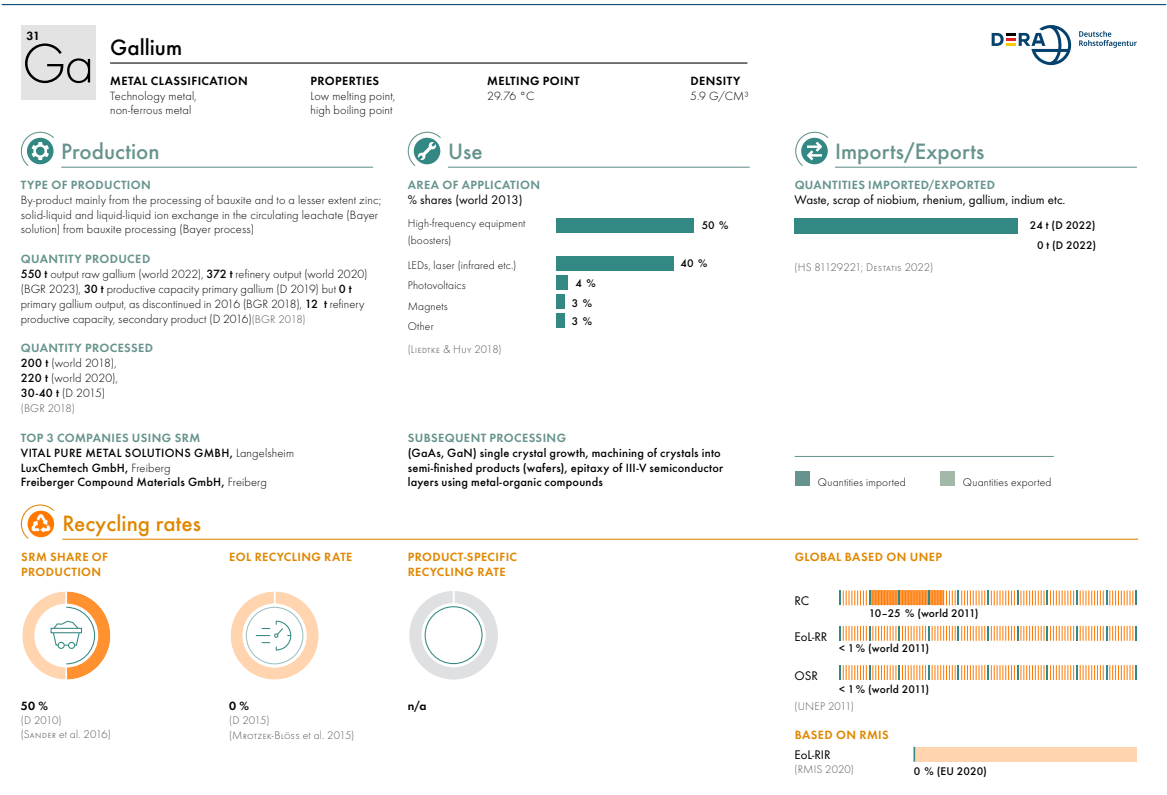 31
Ga
Gallium
DERA Deutsche
Rohstoffagentur
METAL CLASSIFICATION
Technology metal,
non-ferrous metal
PROPERTIES
Low melting point,
high boiling point
MELTING POINT
29.76 °C
DENSITY
5.9 G/CM³
Production
TYPE OF PRODUCTION
By-product mainly from the processing of bauxite and to a lesser extent zinc;
solid-liquid and liquid-liquid ion exchange in the circulating leachate (Bayer
solution) from bauxite processing (Bayer process)
QUANTITY PRODUCED
550 t output raw gallium (world 2022), 372 t refinery output (world 2020)
(BGR 2023), 30 t productive capacity primary gallium (D 2019) but 0 t
primary gallium output, as discontinued in 2016 (BGR 2018), 12 t refinery
productive capacity, secondary product (D 2016)(BGR 2018)
QUANTITY PROCESSED
200 t (world 2018),
220 t (world 2020),
30-40 t (D 2015)
(BGR 2018)
TOP 3 COMPANIES USING SRM
VITAL PURE METAL SOLUTIONS GMBH, Langelsheim
LuxChemtech GmbH, Freiberg
Freiberger Compound Materials GmbH, Freiberg
Use
AREA OF APPLICATION
% shares (world 2013)
High-frequency equipment
(boosters)
50 %
LEDs, laser (infrared etc.)
40 %
Photovoltaics
4 %
Magnets
3 %
Other
3 %
(Liedtke & Huy 2018)
SUBSEQUENT PROCESSING
(GaAs, GaN) single crystal growth, machining of crystals into
semi-finished products (wafers), epitaxy of III-V semiconductor
layers using metal-organic compounds
Imports/Exports
QUANTITIES IMPORTED/EXPORTED
Waste, scrap of niobium, rhenium, gallium, indium etc.
24 t (D 2022)
0 t (D 2022)
(HS 81129221; Destatis 2022)
Quantities imported
Quantities exported
Recycling rates
SRM SHARE OF
PRODUCTION
50 %
(D 2010)
(Sander et al. 2016)
EOL RECYCLING RATE
0 %
(D 2015)
(Mrotzek-Blöss et al. 2015)
PRODUCT-SPECIFIC
RECYCLING RATE
n/a
GLOBAL BASED ON UNEP
RC
10–25 % (world 2011)
EoL-RR
< 1 % (world 2011)
OSR
< 1 % (world 2011)
(UNEP 2011)
BASED ON RMIS
EoL-RIR
(RMIS 2020)
0 % (EU 2020)